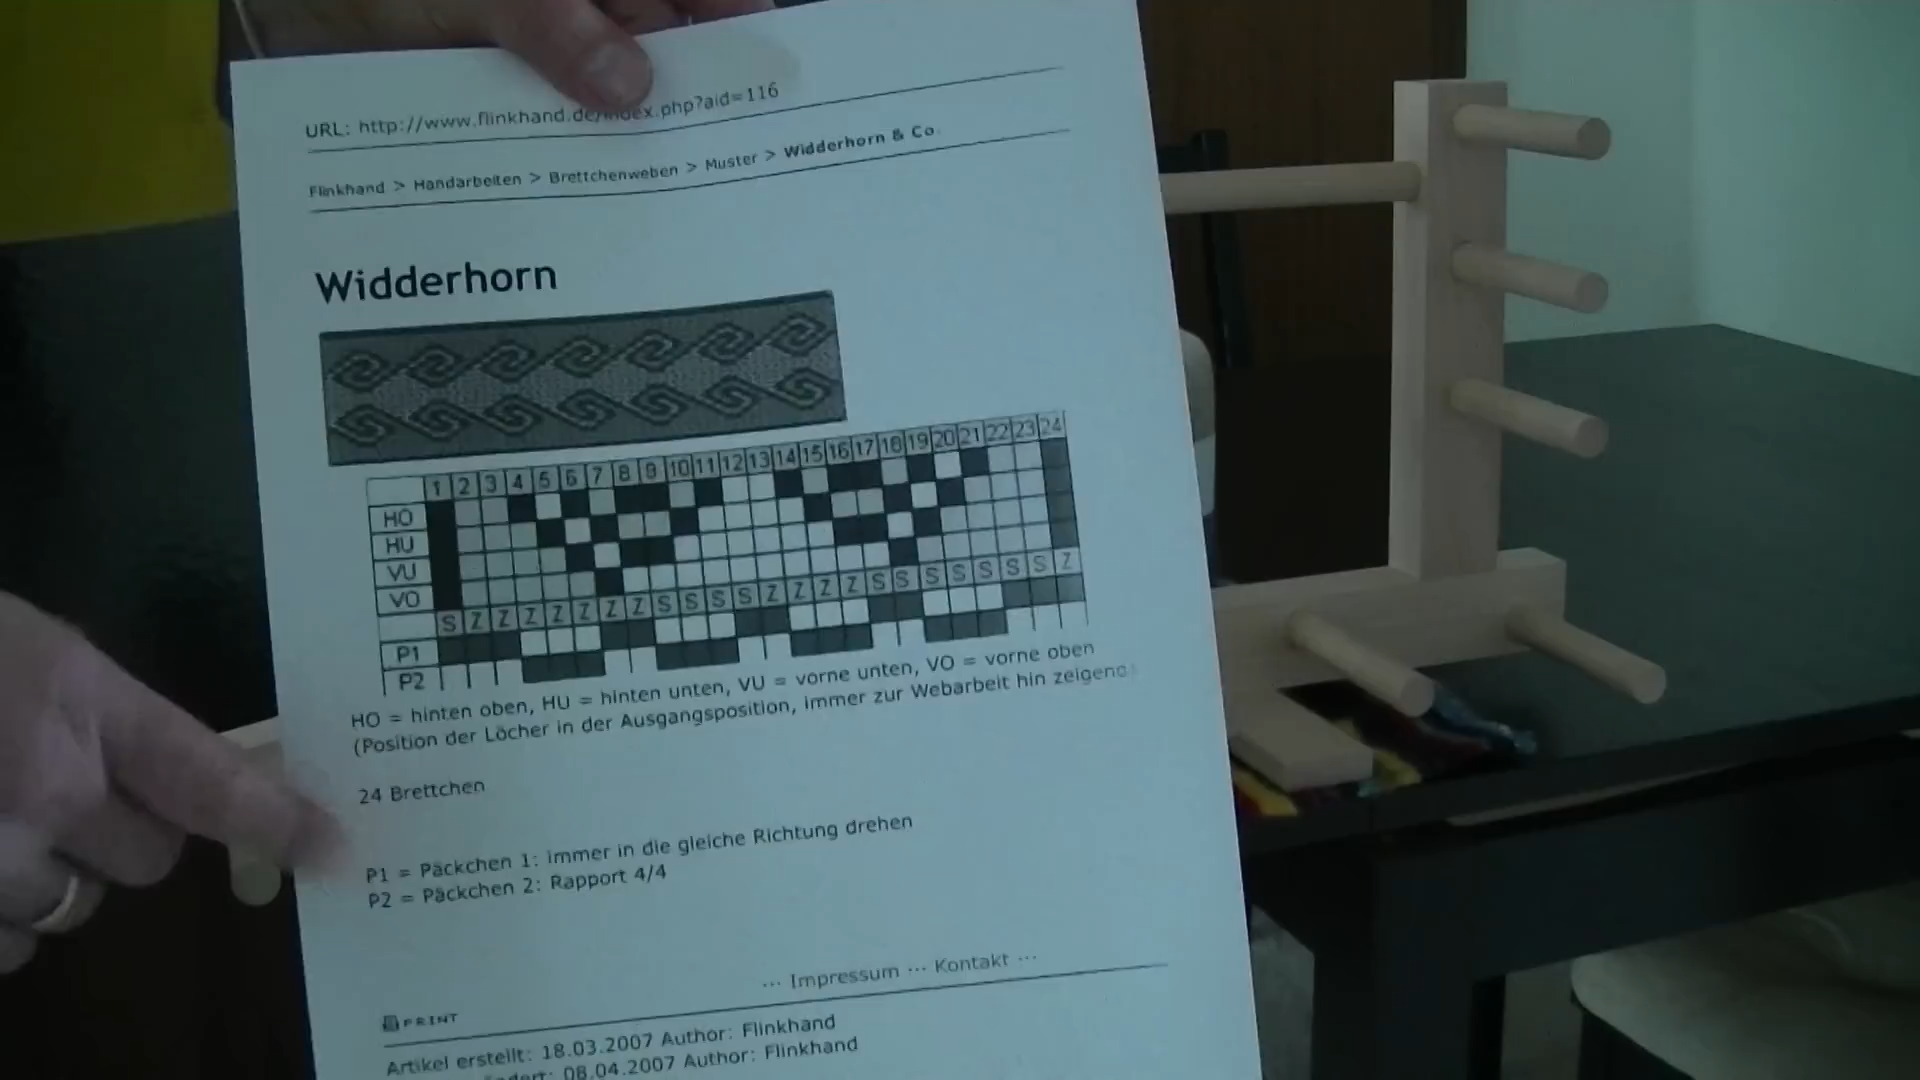 URL: http://www.flinkhand.de/index.php?aid=116
Flinkhand > Handarbeiten > Brettchenweben > Muster > Widderhorn & Co.
Widderhorn
1 2 3 4 5 6 7 8 9 10 11 12 13 14 15 16 17 18 19 20 21 22 23 24
HO
HU
VU
VO
S Z Z Z Z Z Z Z S S S S Z Z Z Z S S S S S S S Z
P1
P2
HO = hinten oben, HU = hinten unten, VU = vorne unten, VO = vorne oben
(Position der Löcher in der Ausgangsposition, immer zur Webarbeit hin zeigend
24 Brettchen
P1 = Päckchen 1: immer in die gleiche Richtung drehen
P2 = Päckchen 2: Rapport 4/4
··· Impressum ··· Kontakt ···
PRINT
Artikel erstellt: 18.03.2007 Author: Flinkhand
08.04.2007 Author: Flinkhand